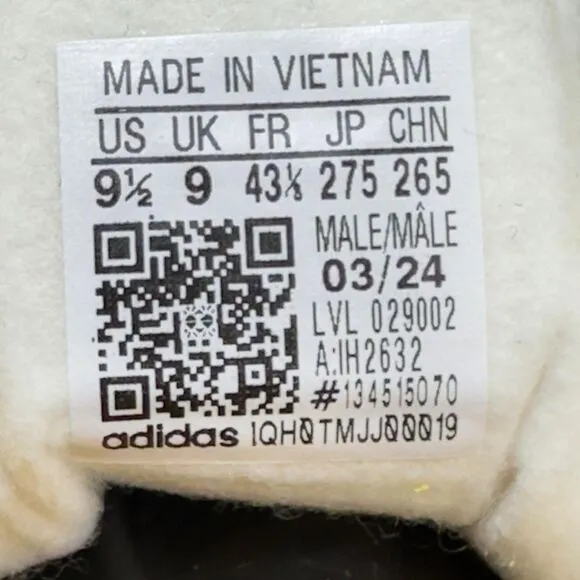 MADE IN VIETNAM
US UK FR JP CHN
9½ 9 43⅓ 275 265
MALE/MÂLE
03/24
LVL 029002
A:IH2632
#134515070
adidas 1QH0TMJJ00019